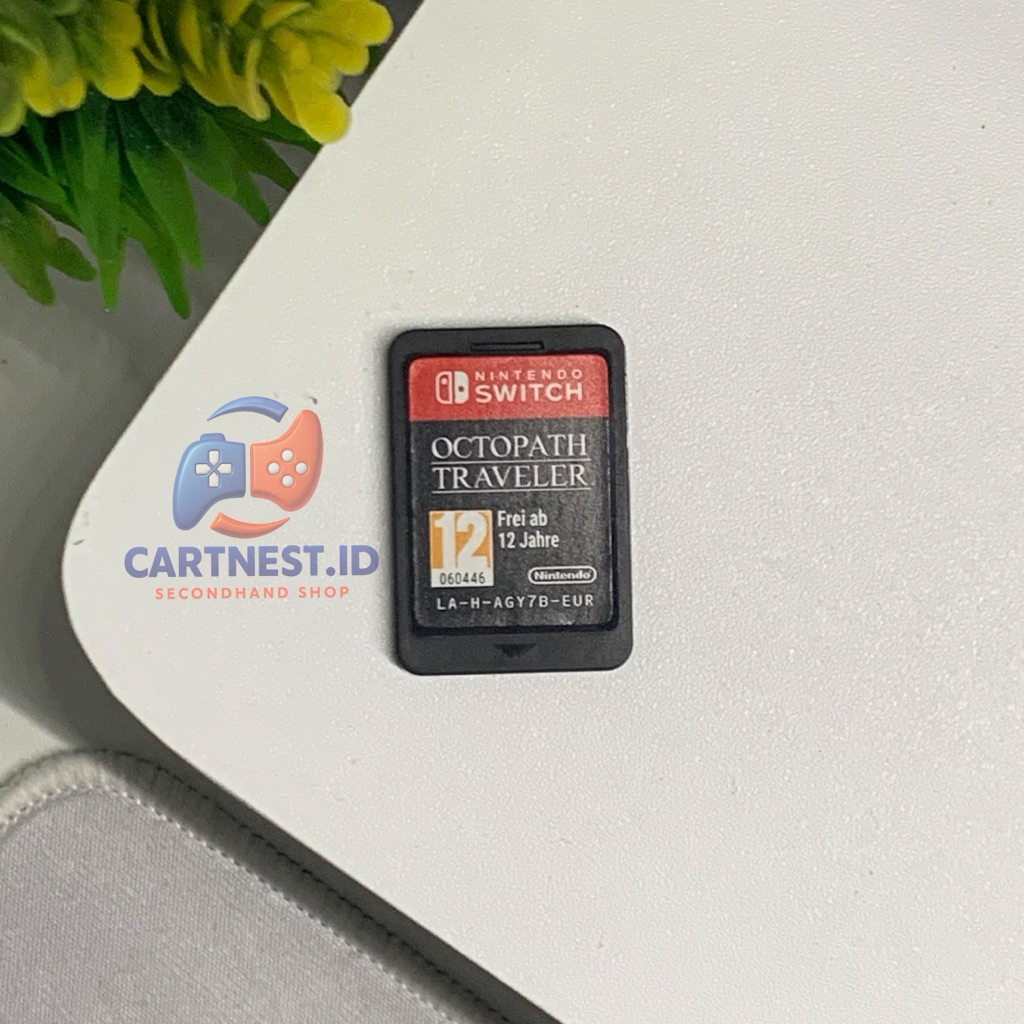 NINTENDO
SWITCH
OCTOPATH
TRAVELER
12
Frei ab
12 Jahre
060446
Nintendo
LA-H-AGY7B-EUR
CARTNEST.ID
SECONDHAND SHOP